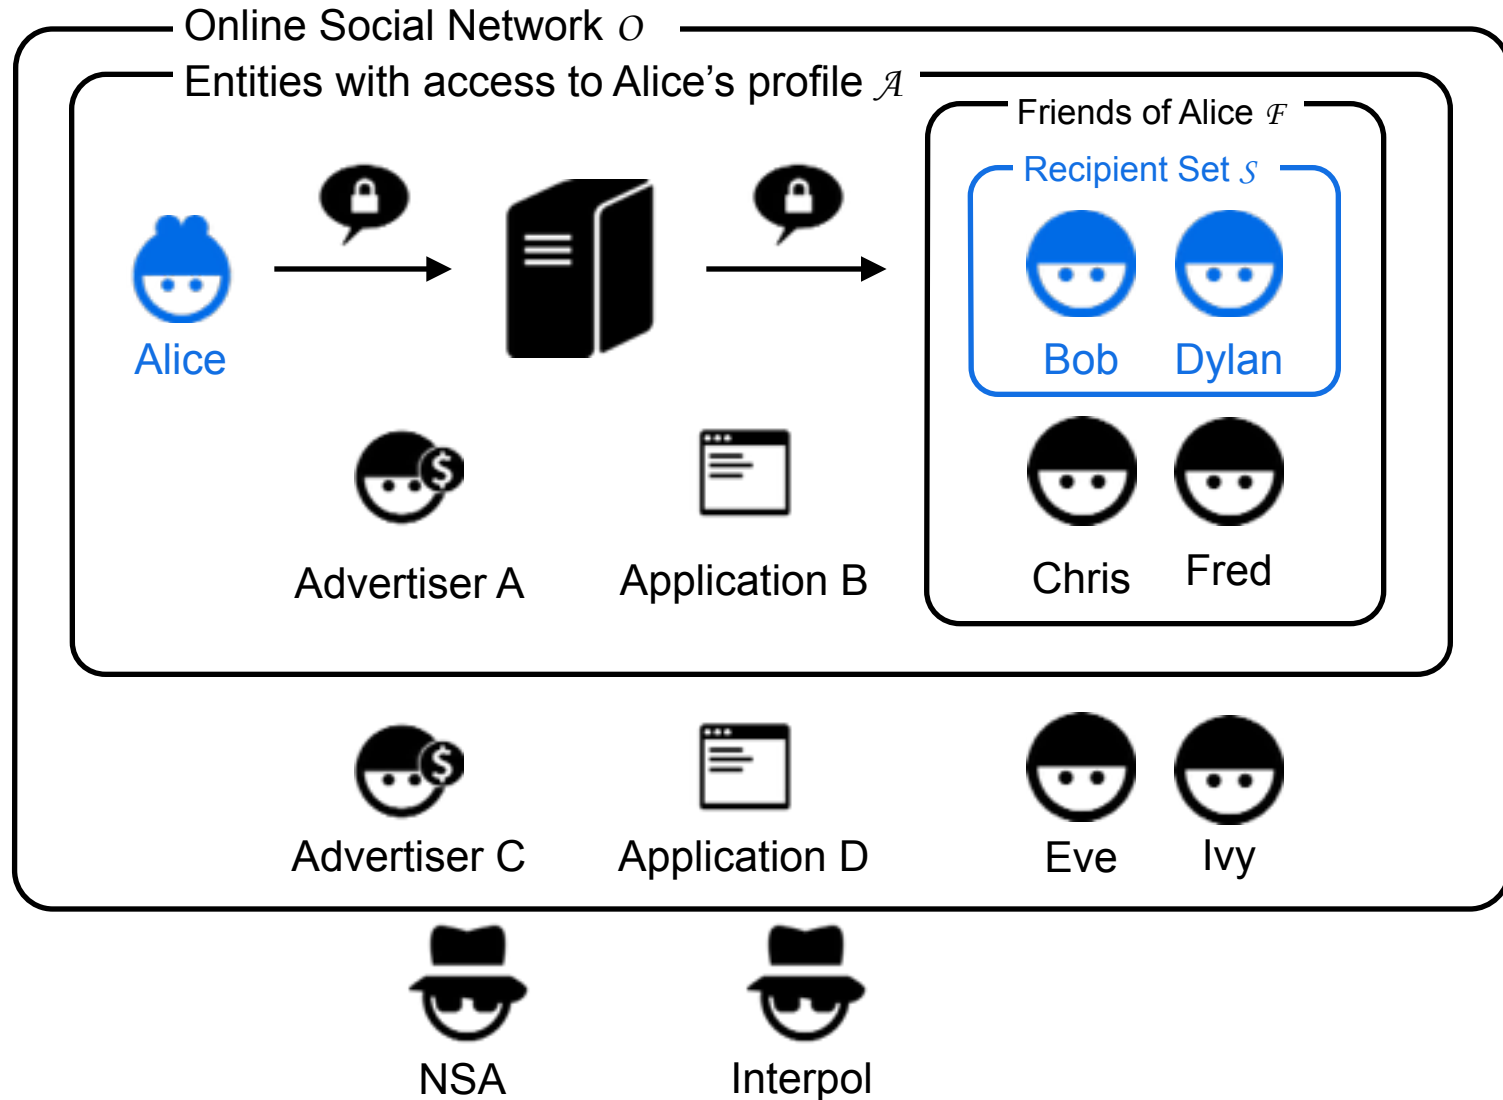 Online Social Network O
Entities with access to Alice's profile A
Friends of Alice F
Recipient Set S
Alice
Bob
Dylan
$
Advertiser A
Application B
Chris
Fred
$
Advertiser C
Application D
Eve
Ivy
NSA
Interpol